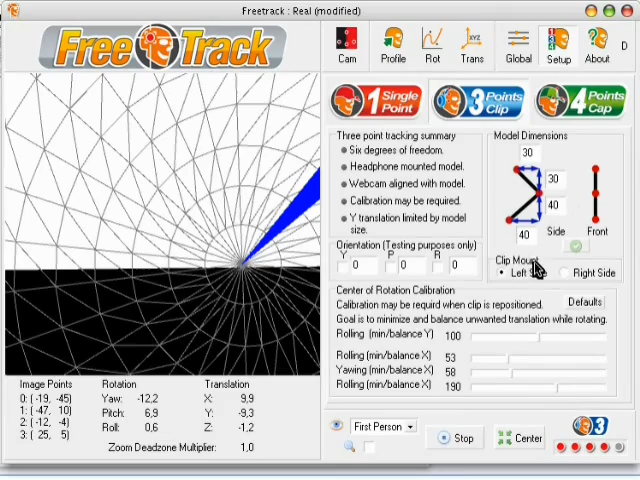 Freetrack : Real (modified)
FreeTrack
Cam
Profile
Rot
XYZ
Trans
Global
Setup
About
D
1 Single Point
3 Points Clip
4 Points Cap
Three point tracking summary
Six degrees of freedom.
Headphone mounted model.
Webcam aligned with model.
Calibration may be required.
Y translation limited by model
size.
Model Dimensions
30
30
40
40
Side
Front
Orientation (Testing purposes only)
Y 0 P 0 R 0
Clip Mount
Left
Right Side
Center of Rotation Calibration
Calibration may be requird when clip is repositioned.
Defaults
Goal is to minimize and balance unwanted translation while rotating.
Rolling (min/balance Y) 100
Rolling (min/balance X) 53
Yawing (min/balance X) 58
Rolling (min/balance X) 190
Image Points
0: (-19, -45)
1: (-47, 10)
2: (-12, -4)
3: ( 25, 5)
Rotation
Yaw: -12,2
Pitch: 6,9
Roll: 0,6
Translation
X: 9,9
Y: -9,3
Z: -1,2
Zoom Deadzone Multiplier: 1,0
First Person
Stop
Center
3